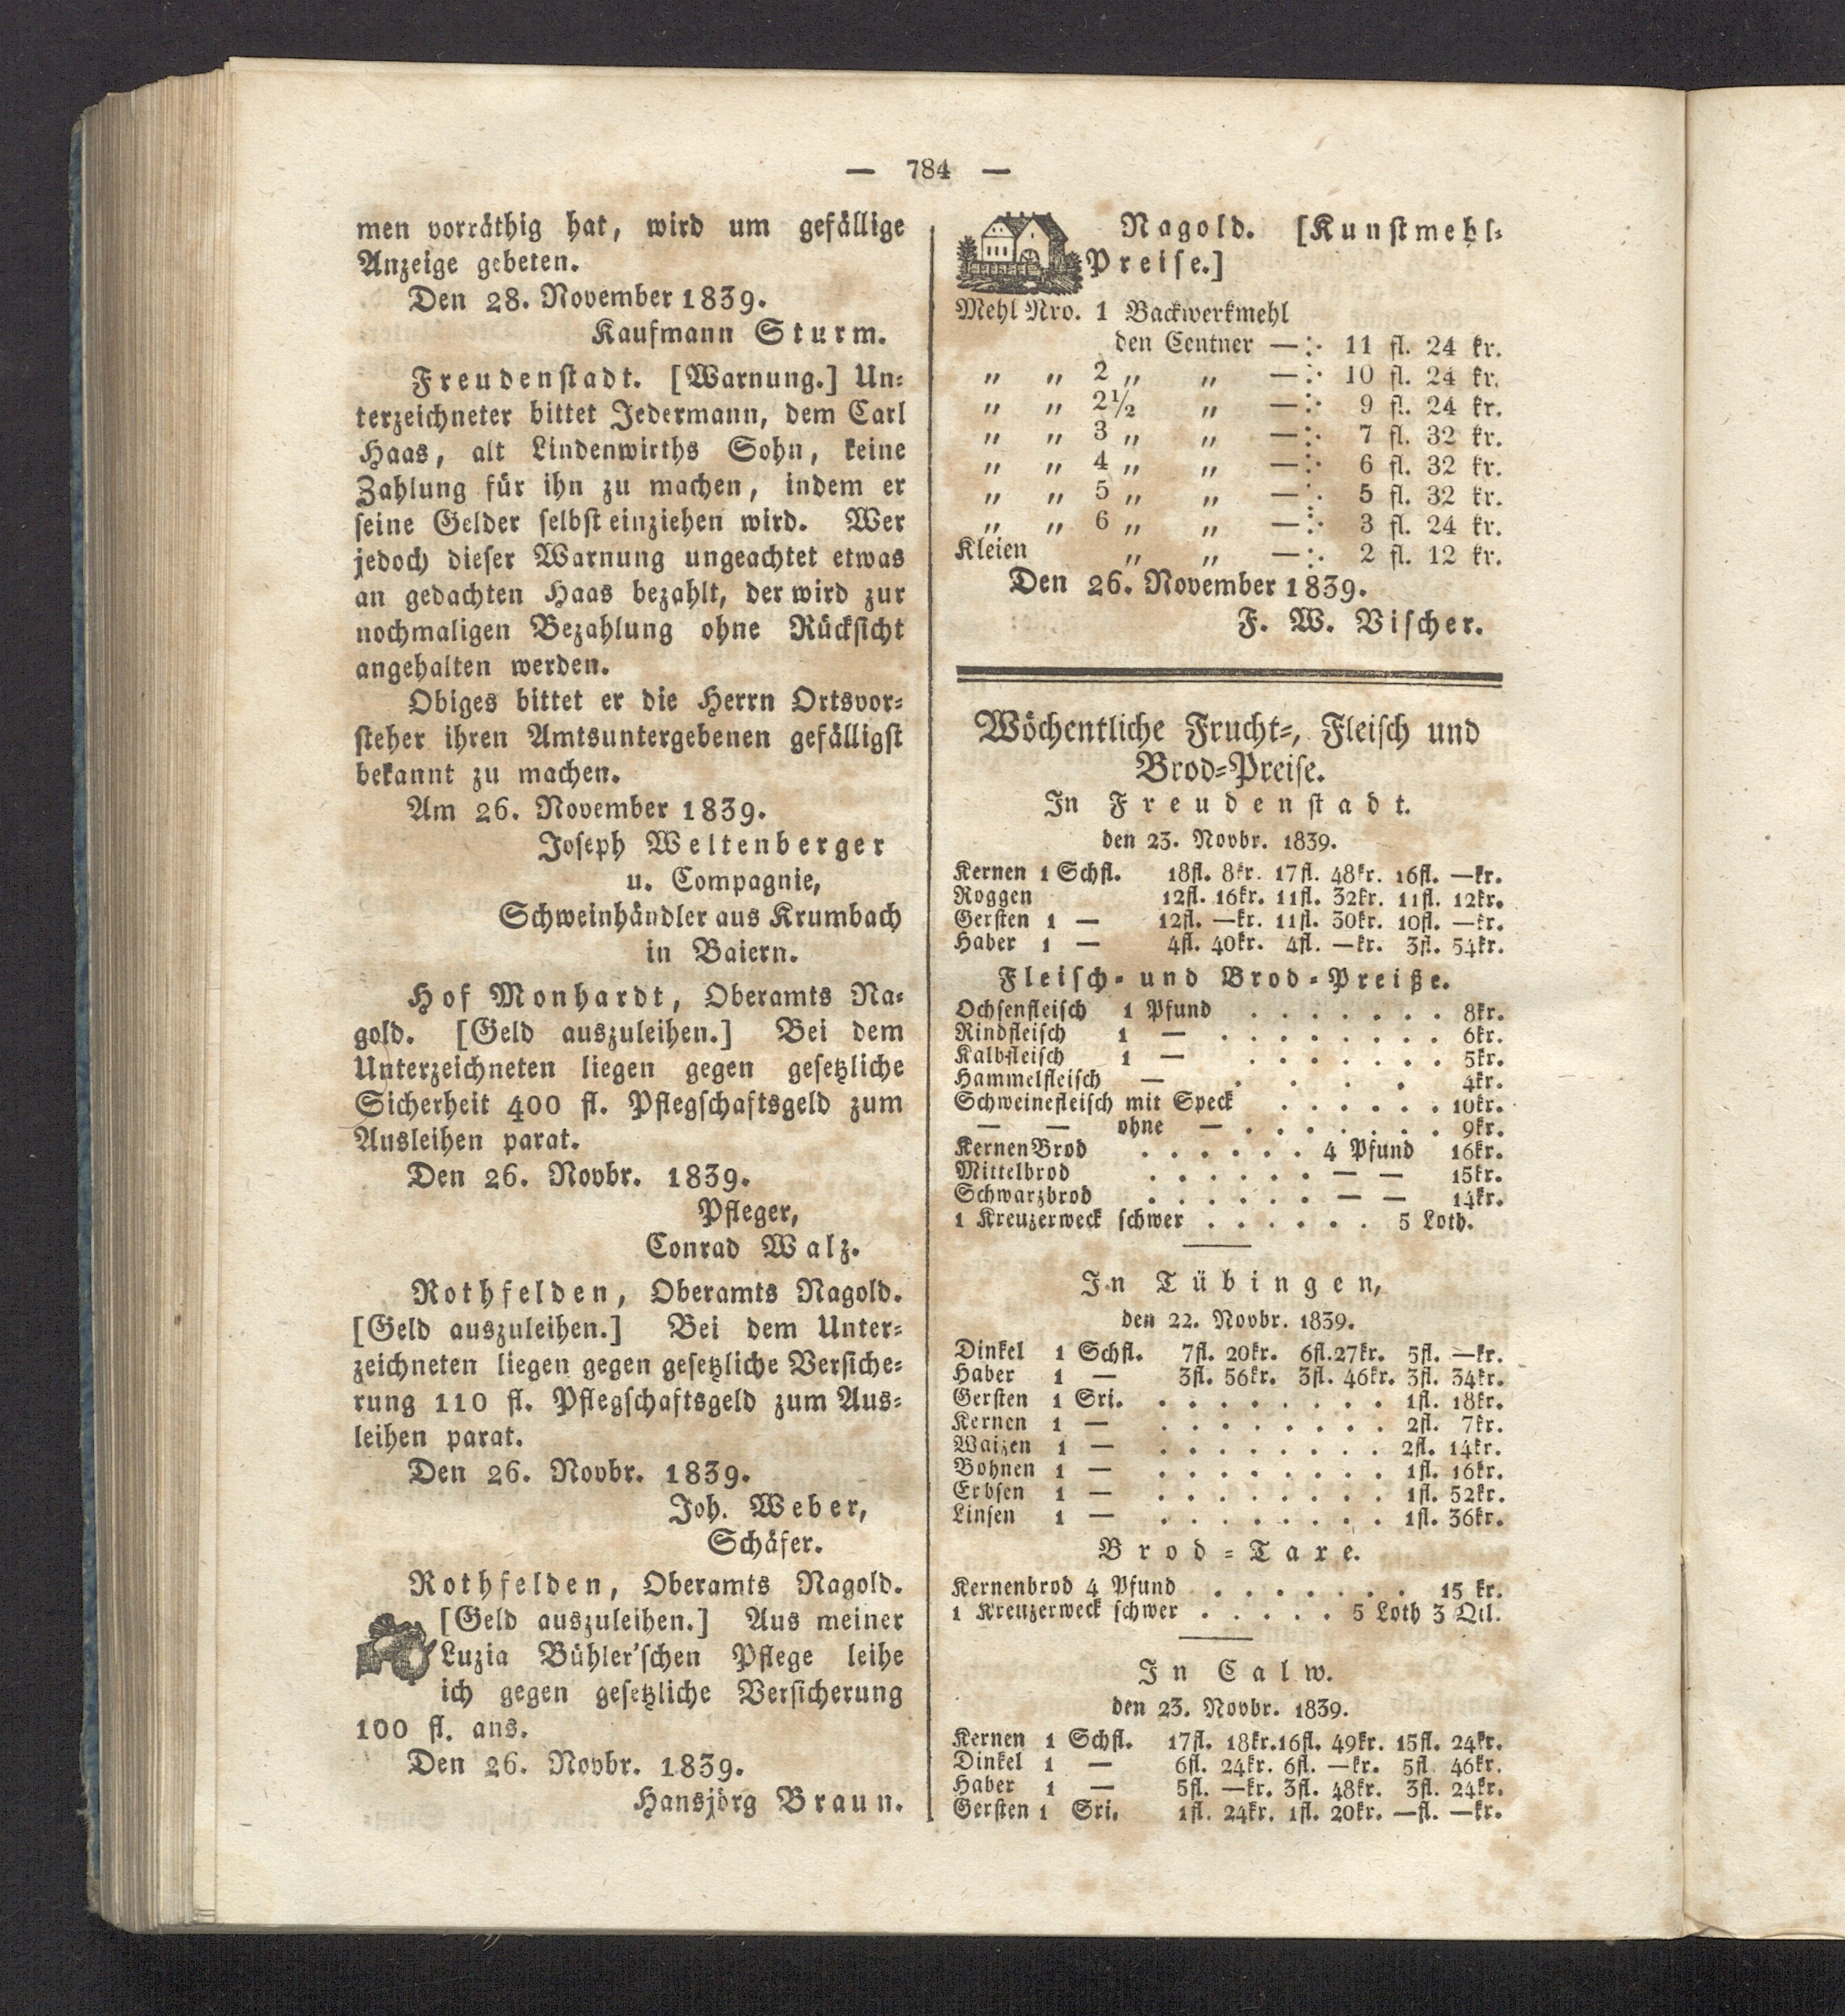 — 784 —
men vorräthig hat, wird um gefällige
Anzeige gebeten.
Den 28. November 1839.
Kaufmann Sturm.
Freudenstadt. [Warnung.] Un-
terzeichneter bittet Jedermann, dem Carl
Haas, alt Lindenwirths Sohn, keine
Zahlung für ihn zu machen, indem er
seine Gelder selbst einziehen wird. Wer
jedoch dieser Warnung ungeachtet etwas
an gedachten Haas bezahlt, der wird zur
nochmaligen Bezahlung ohne Rücksicht
angehalten werden.
Obiges bittet er die Herrn Ortsvor-
steher ihren Amtsuntergebenen gefälligst
bekannt zu machen.
Am 26. November 1839.
Joseph Weltenberger
u. Compagnie,
Schweinhändler aus Krumbach
in Baiern.
Hof Monhardt, Oberamts Na-
gold. [Geld auszuleihen.] Bei dem
Unterzeichneten liegen gegen gesetzliche
Sicherheit 400 fl. Pflegschaftsgeld zum
Ausleihen parat.
Den 26. Novbr. 1839.
Pfleger,
Conrad Walz.
Rothfelden, Oberamts Nagold.
[Geld auszuleihen.] Bei dem Unter-
zeichneten liegen gegen gesetzliche Versiche-
rung 110 fl. Pflegschaftsgeld zum Aus-
leihen parat.
Den 26. Novbr. 1839.
Joh. Weber,
Schäfer.
Rothfelden, Oberamts Nagold.
[Geld auszuleihen.] Aus meiner
Luzia Bühler'schen Pflege leihe
ich gegen gesetzliche Versicherung
100 fl. ans.
Den 26. Novbr. 1839.
Hansjörg Braun.
Nagold. [Kunstmehl-
Preise.]
Mehl Nro. 1 Backwerkmehl
den Centner —:· 11 fl. 24 kr.
„ „ 2 „ „ —:· 10 fl. 24 kr.
„ „ 2½ „ —:· 9 fl. 24 kr.
„ „ 3 „ „ —:· 7 fl. 32 kr.
„ „ 4 „ „ —:· 6 fl. 32 kr.
„ „ 5 „ „ —:· 5 fl. 32 kr.
„ „ 6 „ „ —:· 3 fl. 24 kr.
Kleien „ „ —:· 2 fl. 12 kr.
Den 26. November 1839.
F. W. Vischer.
Wöchentliche Frucht-, Fleisch und
Brod-Preise.
In Freudenstadt.
den 23. Novbr. 1839.
Kernen 1 Schfl. 18fl. 8kr. 17fl. 48kr. 16fl. —kr.
Roggen 12fl. 16kr. 11fl. 32kr. 11fl. 12kr.
Gersten 1 — 12fl. —kr. 11fl. 30kr. 10fl. —kr.
Haber 1 — 4fl. 40kr. 4fl. —kr. 3fl. 54kr.
Fleisch- und Brod-Preiße.
Ochsenfleisch 1 Pfund . . . . . . . 8kr.
Rindfleisch 1 — . . . . . . . . 6kr.
Kalbfleisch 1 — . . . . . . . 5kr.
Hammelfleisch — . . . . 4kr.
Schweinefleisch mit Speck . . . . . . 10kr.
— — ohne — . . . . . . . 9kr.
KernenBrod . . . . . . 4 Pfund 16kr.
Mittelbrod . . . . . . — — 15kr.
Schwarzbrod . . . . . . — — 14kr.
1 Kreuzerweck schwer . . . . . . 5 Loth.
In Tübingen,
den 22. Novbr. 1839.
Dinkel 1 Schfl. 7fl. 20kr. 6fl. 27kr. 5fl. —kr.
Haber 1 — 3fl. 56kr. 3fl. 46kr. 3fl. 34kr.
Gersten 1 Sri. . . . . . . . . 1fl. 18kr.
Kernen 1 — . . . . . . . . 2fl. 7kr.
Waizen 1 — . . . . . . . . 2fl. 14kr.
Bohnen 1 — . . . . . . . . 1fl. 16kr.
Erbsen 1 — . . . . . . . . 1fl. 52kr.
Linsen 1 — . . . . . . . . 1fl. 36kr.
Brod-Taxe.
Kernenbrod 4 Pfund . . . . . . . 15 kr.
1 Kreuzerweck schwer . . . . . 5 Loth 3 Qtl.
In Calw.
den 23. Novbr. 1839.
Kernen 1 Schfl. 17fl. 18kr. 16fl. 49kr. 15fl. 24kr.
Dinkel 1 — 6fl. 24kr. 6fl. —kr. 5fl 46kr.
Haber 1 — 5fl. —kr. 3fl. 48kr. 3fl. 24kr.
Gersten 1 Sri. 1fl. 24kr. 1fl. 20kr. —fl. —kr.